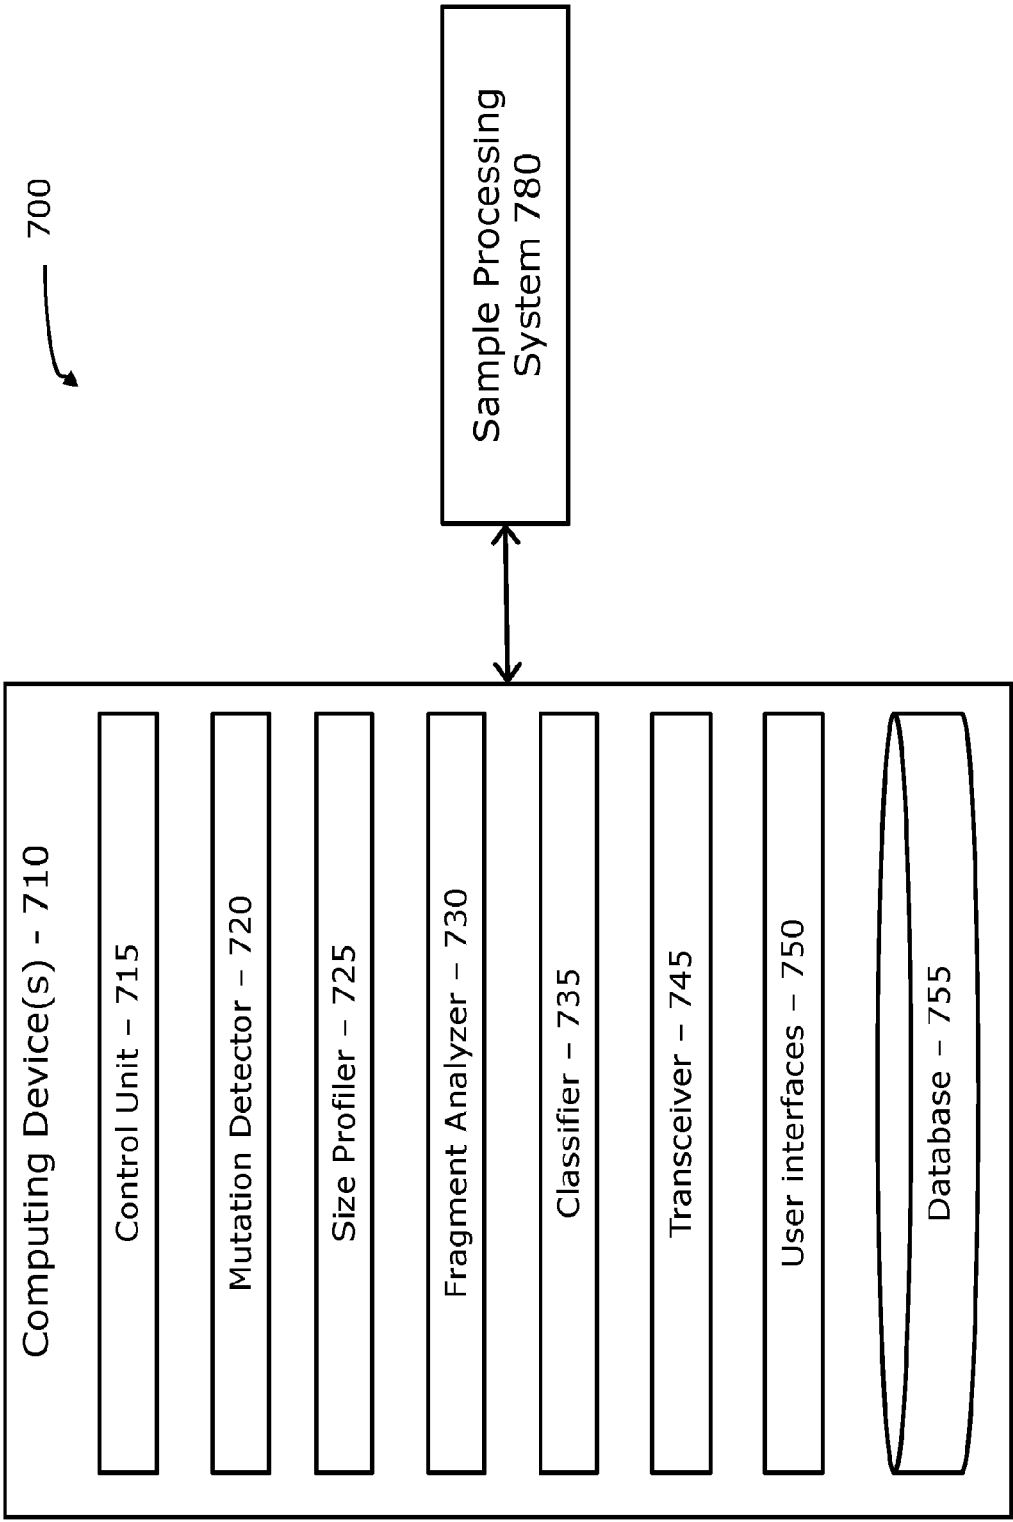 700
Computing Device(s) - 710
Control Unit – 715
Mutation Detector – 720
Size Profiler – 725
Fragment Analyzer – 730
Classifier – 735
Transceiver – 745
User interfaces – 750
Database – 755
Sample Processing
System 780